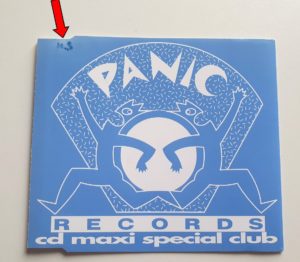 PANIC
RECORDS
cd maxi special club